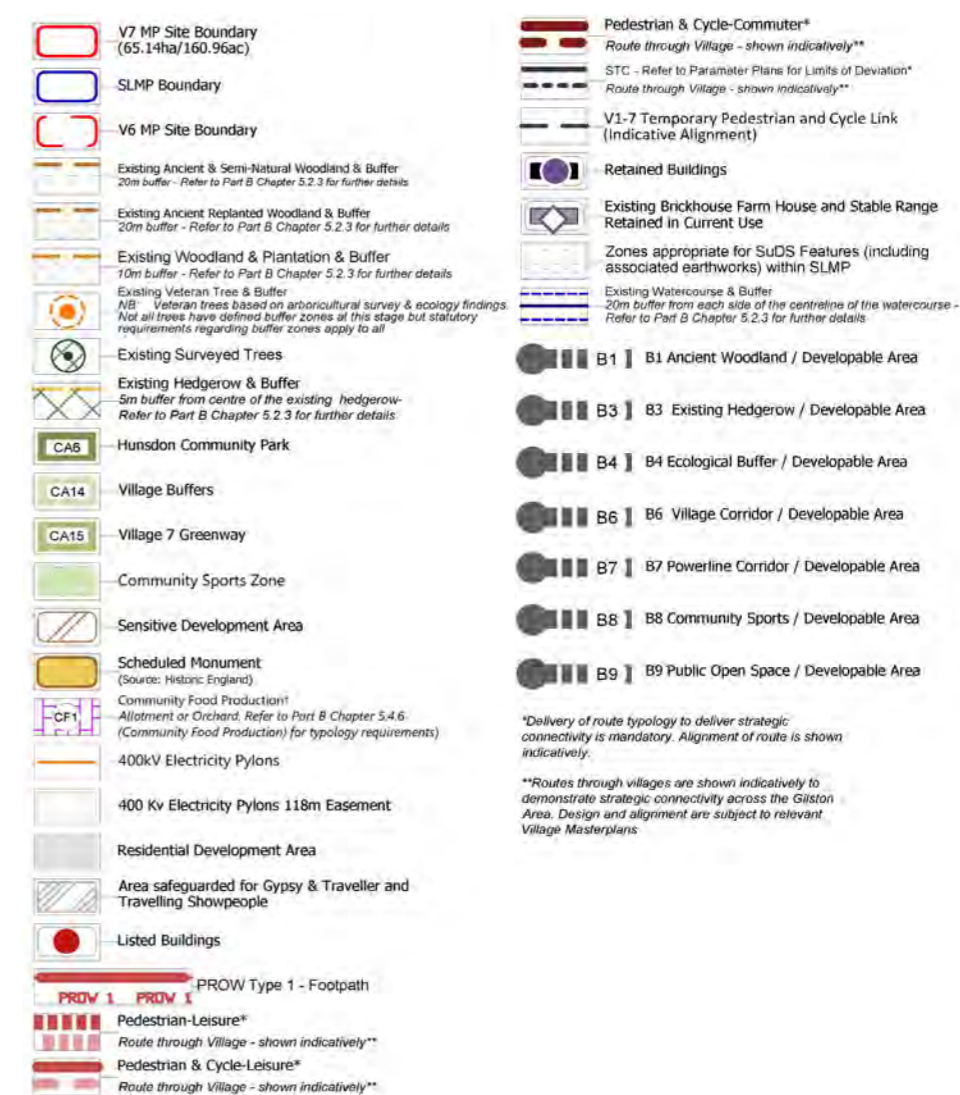 V7 MP Site Boundary
(65.14ha/160.96ac)
SLMP Boundary
V6 MP Site Boundary
Existing Ancient & Semi-Natural Woodland & Buffer
20m buffer - Refer to Part B Chapter 5.2.3 for further details
Existing Ancient Replanted Woodland & Buffer
20m buffer - Refer to Part B Chapter 5.2.3 for further details
Existing Woodland & Plantation & Buffer
10m buffer - Refer to Part B Chapter 5.2.3 for further details
Existing Veteran Tree & Buffer
NB: Veteran trees based on arboricultural survey & ecology findings.
Not all trees have defined buffer zones at this stage but statutory
requirements regarding buffer zones apply to all
Existing Surveyed Trees
Existing Hedgerow & Buffer
5m buffer from centre of the existing hedgerow-
Refer to Part B Chapter 5.2.3 for further details
CA6
Hunsdon Community Park
CA14
Village Buffers
CA15
Village 7 Greenway
Community Sports Zone
Sensitive Development Area
Scheduled Monument
(Source: Historic England)
CF1
Community Food Production†
Allotment or Orchard. Refer to Part B Chapter 5.4.6
(Community Food Production) for typology requirements)
400kV Electricity Pylons
400 Kv Electricity Pylons 118m Easement
Residential Development Area
Area safeguarded for Gypsy & Traveller and
Travelling Showpeople
Listed Buildings
PROW 1 PROW 1
PROW Type 1 - Footpath
Pedestrian-Leisure*
Route through Village - shown indicatively**
Pedestrian & Cycle-Leisure*
Route through Village - shown indicatively**
Pedestrian & Cycle-Commuter*
Route through Village - shown indicatively**
STC - Refer to Parameter Plans for Limits of Deviation*
Route through Village - shown indicatively**
V1-7 Temporary Pedestrian and Cycle Link
(Indicative Alignment)
Retained Buildings
Existing Brickhouse Farm House and Stable Range
Retained in Current Use
Zones appropriate for SuDS Features (including
associated earthworks) within SLMP
Existing Watercourse & Buffer
20m buffer from each side of the centreline of the watercourse -
Refer to Part B Chapter 5.2.3 for further details
B1 B1 Ancient Woodland / Developable Area
B3 B3 Existing Hedgerow / Developable Area
B4 B4 Ecological Buffer / Developable Area
B6 B6 Village Corridor / Developable Area
B7 B7 Powerline Corridor / Developable Area
B8 B8 Community Sports / Developable Area
B9 B9 Public Open Space / Developable Area
*Delivery of route typology to deliver strategic
connectivity is mandatory. Alignment of route is shown
indicatively.
**Routes through villages are shown indicatively to
demonstrate strategic connectivity across the Gilston
Area. Design and alignment are subject to relevant
Village Masterplans